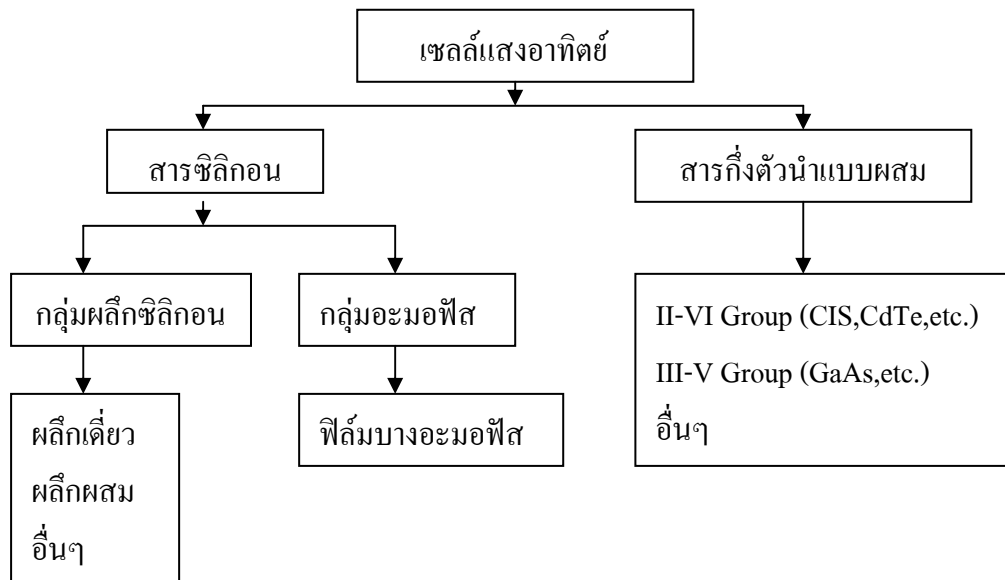 เซลล์แสงอาทิตย์
สารซิลิกอน
สารกึ่งตัวนำแบบผสม
กลุ่มผลึกซิลิกอน
กลุ่มอะมอฟัส
II-VI Group (CIS,CdTe,etc.)
III-V Group (GaAs,etc.)
อื่นๆ
ผลึกเดี่ยว
ผลึกผสม
อื่นๆ
ฟิล์มบางอะมอฟัส